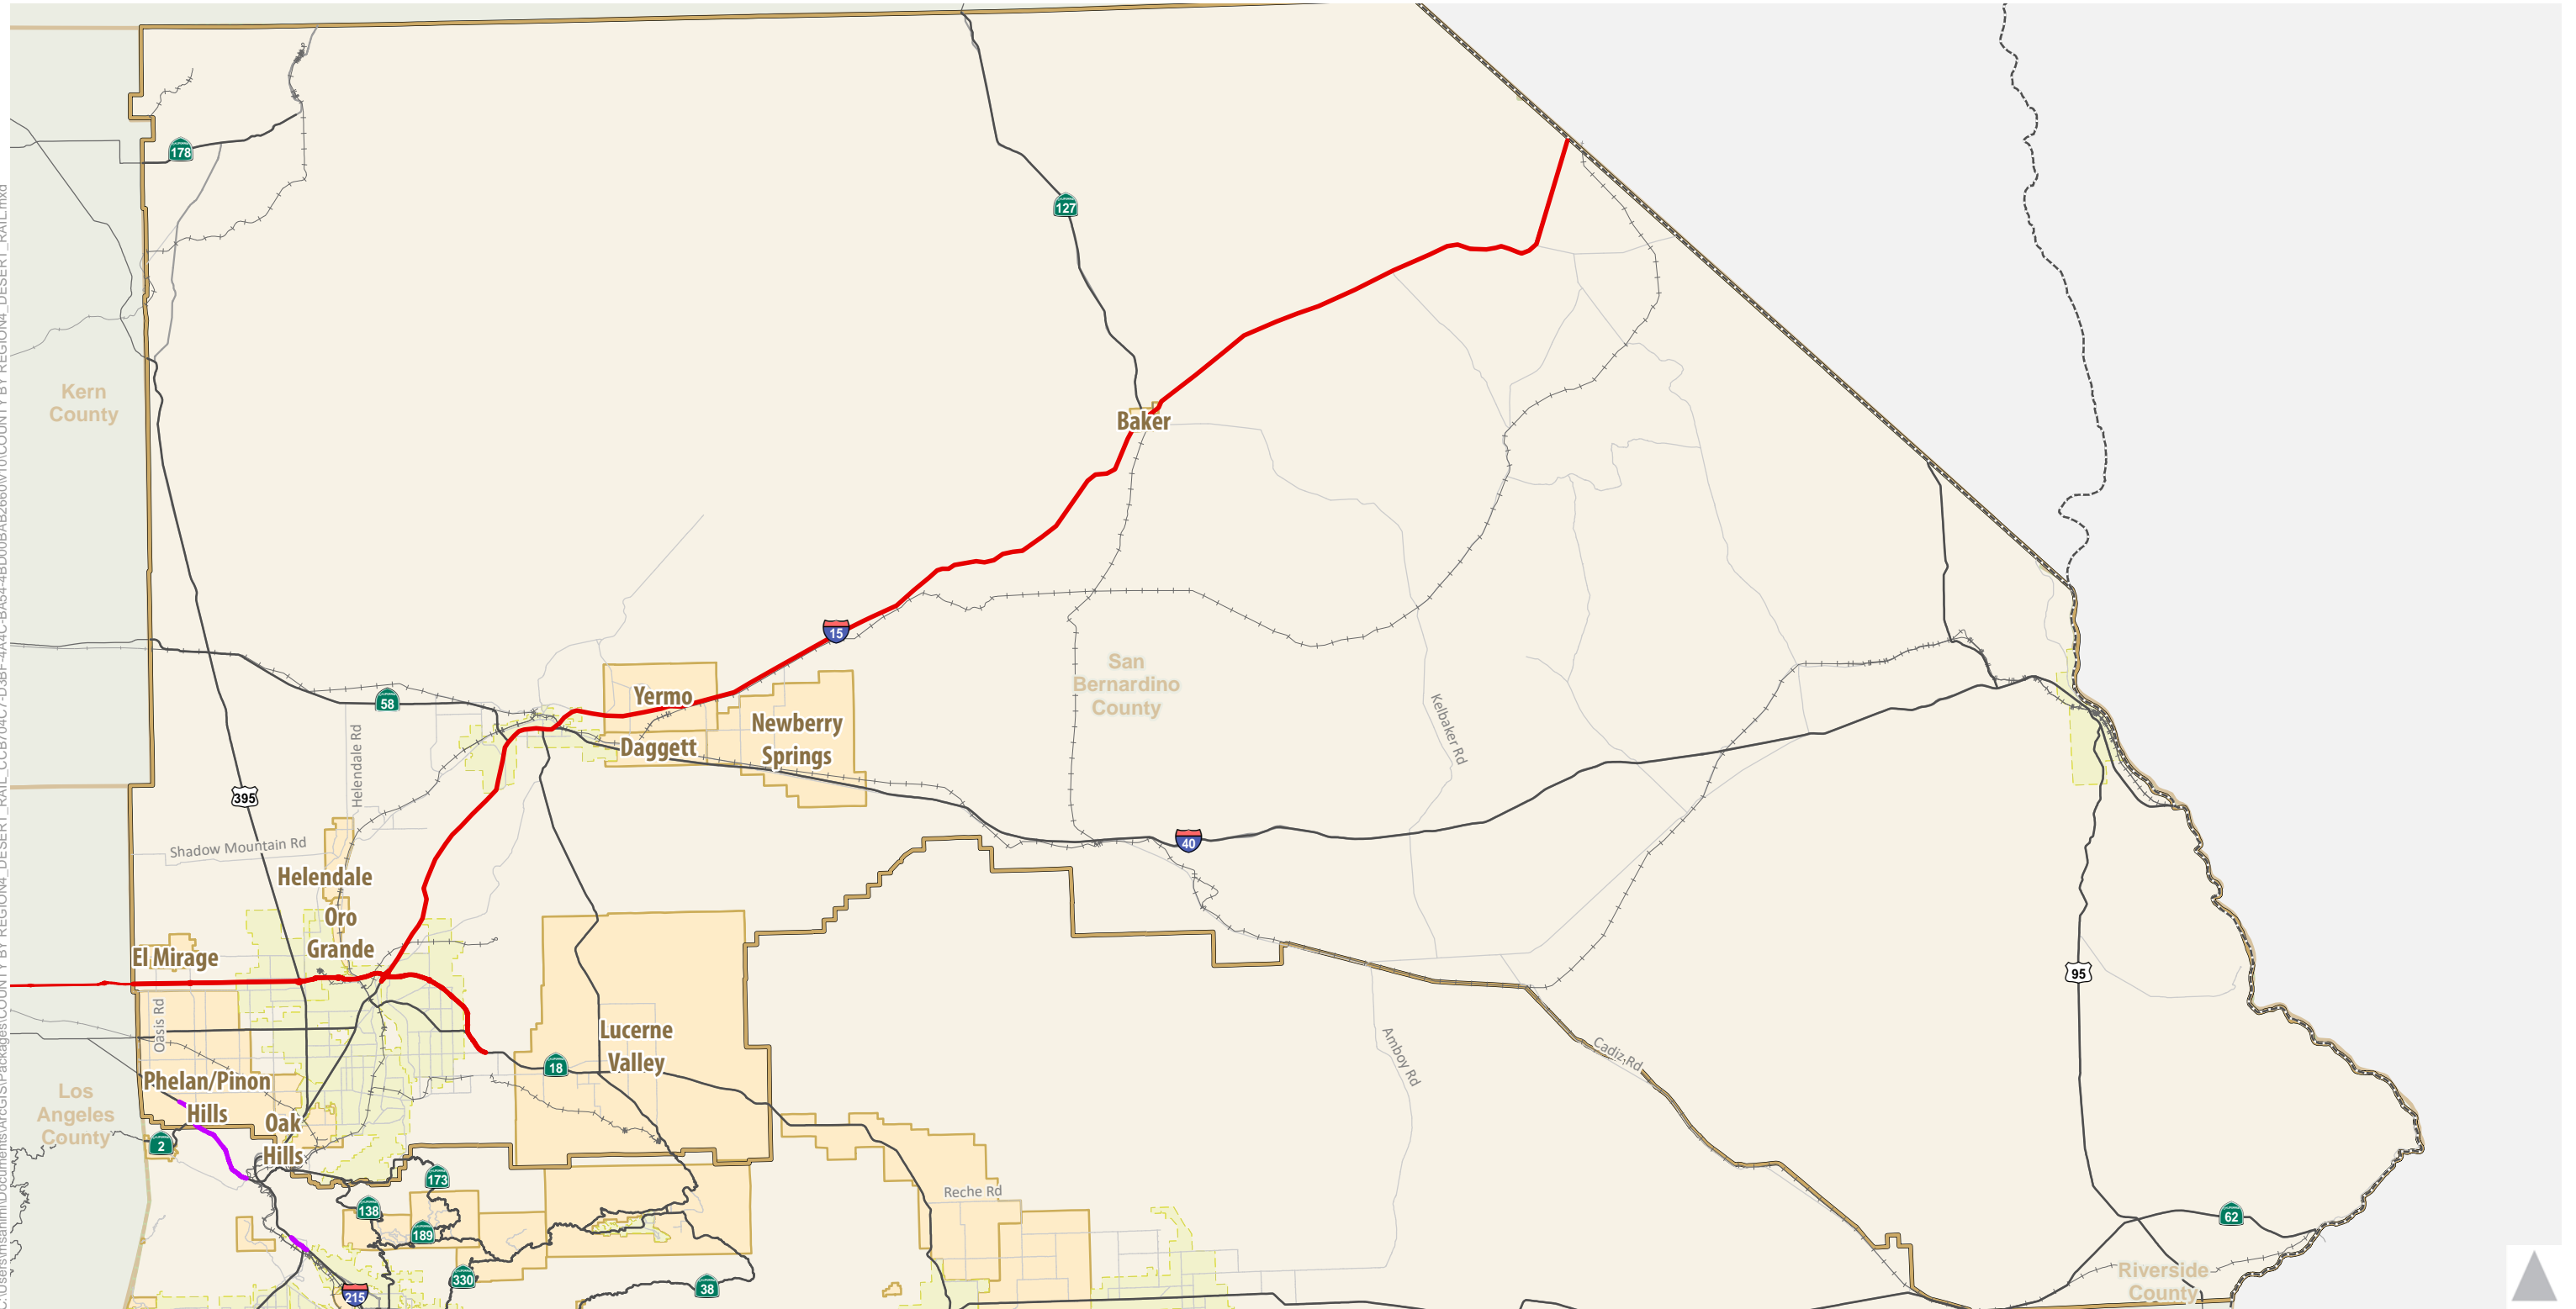 178
127
Kern
County
Baker
15
San
Bernardino
County
Yermo
58
Newberry
Springs
Daggett
Kelbaker Rd
Helendale Rd
395
40
Shadow Mountain Rd
Helendale
Oro
Grande
El Mirage
95
Oasis Rd
Lucerne
Valley
18
Amboy Rd
Cadiz Rd
Phelan/Pinon
Hills
Los
Angeles
County
Oak
Hills
2
173
Reche Rd
138
189
62
330
38
215
Riverside
County